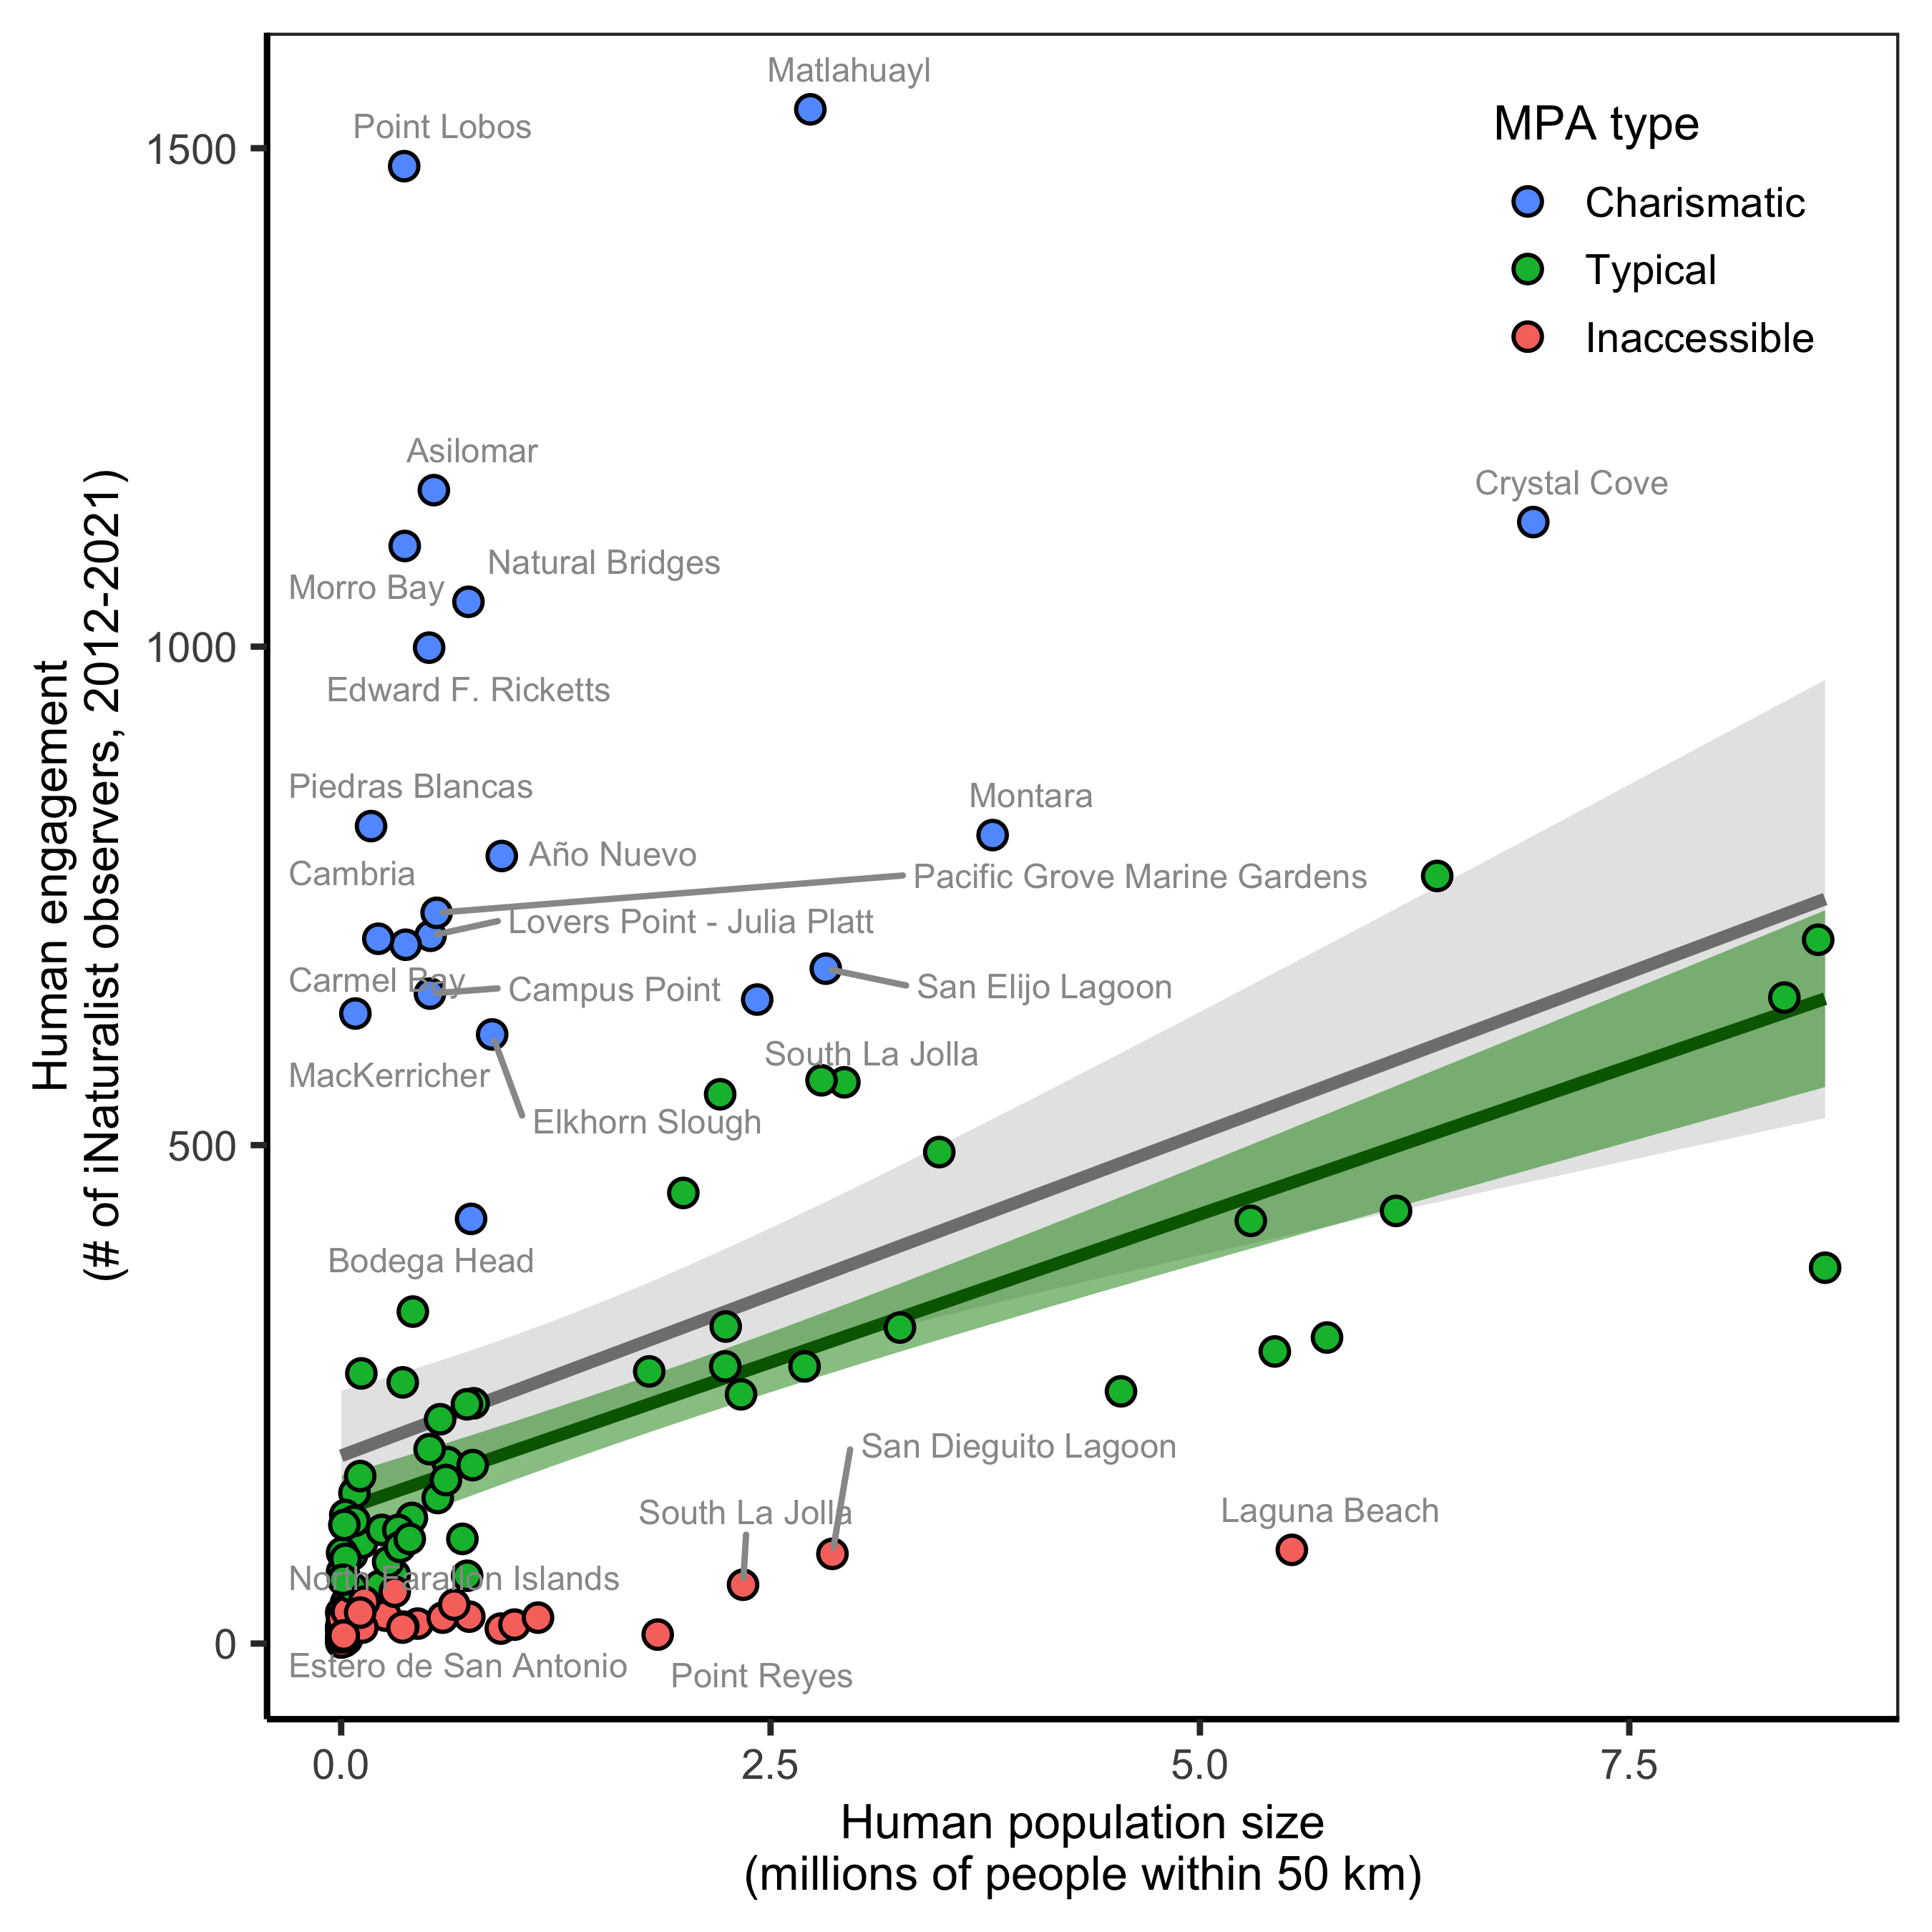 Matlahuayl
Point Lobos
MPA type
1500
Charismatic
Typical
Inaccessible
Asilomar
Crystal Cove
Natural Bridges
Morro Bay
1000
Edward F. Ricketts
Human engagement
(# of iNaturalist observers, 2012-2021)
Piedras Blancas
Montara
Año Nuevo
Cambria
Pacific Grove Marine Gardens
Lovers Point - Julia Platt
Carmel Bay
Campus Point
San Elijo Lagoon
South La Jolla
MacKerricher
Elkhorn Slough
500
Bodega Head
San Dieguito Lagoon
South La Jolla
Laguna Beach
North Farallon Islands
0
Estero de San Antonio
Point Reyes
0.0
2.5
5.0
7.5
Human population size
(millions of people within 50 km)